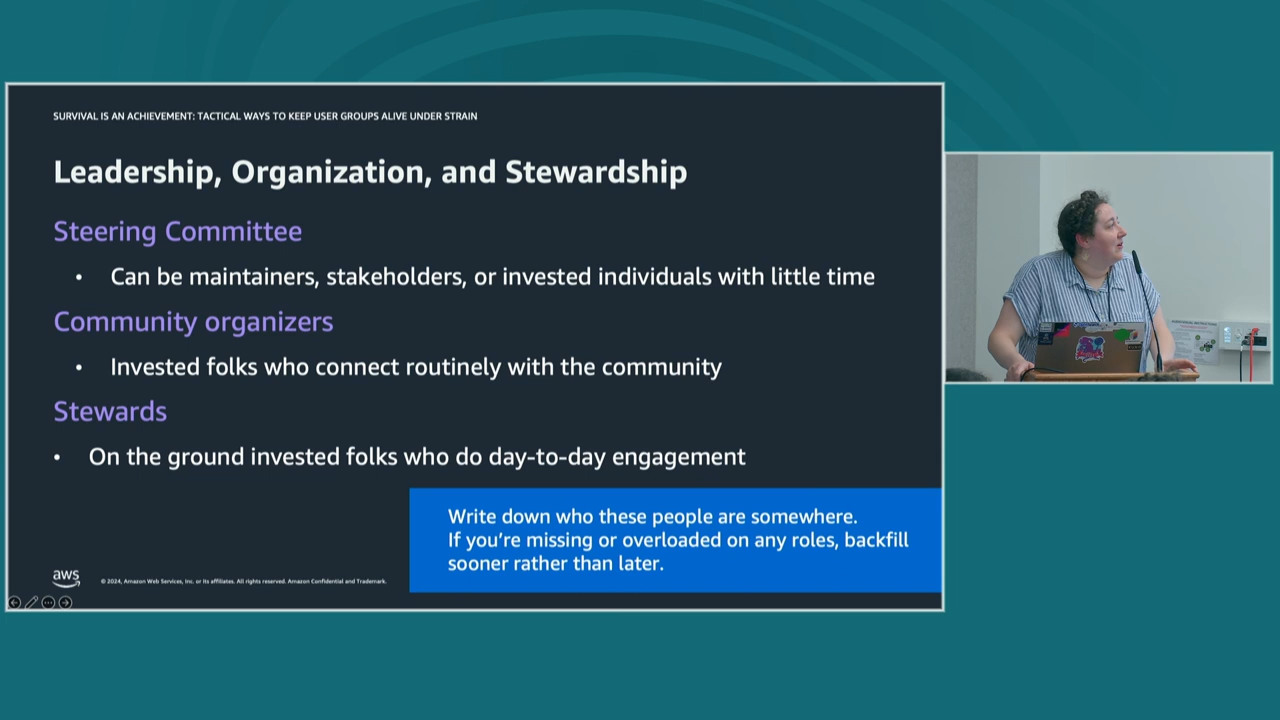 SURVIVAL IS AN ACHIEVEMENT: TACTICAL WAYS TO KEEP USER GROUPS ALIVE UNDER STRAIN
Leadership, Organization, and Stewardship
Steering Committee
• Can be maintainers, stakeholders, or invested individuals with little time
Community organizers
• Invested folks who connect routinely with the community
Stewards
• On the ground invested folks who do day-to-day engagement
Write down who these people are somewhere.
If you’re missing or overloaded on any roles, backfill
sooner rather than later.
aws
© 2024, Amazon Web Services, Inc. or its affiliates. All rights reserved. Amazon Confidential and Trademark.